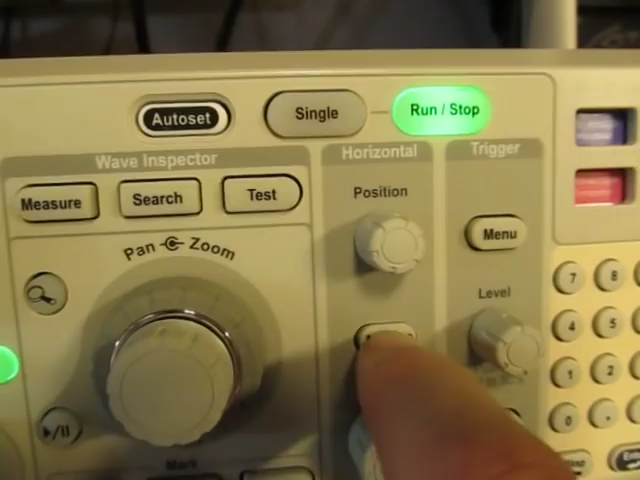 Autoset
Single
Run / Stop
Wave Inspector
Horizontal
Trigger
Measure
Search
Test
Position
Menu
Pan Zoom
Level
7
8
4
5
1
2
0
.
Mark